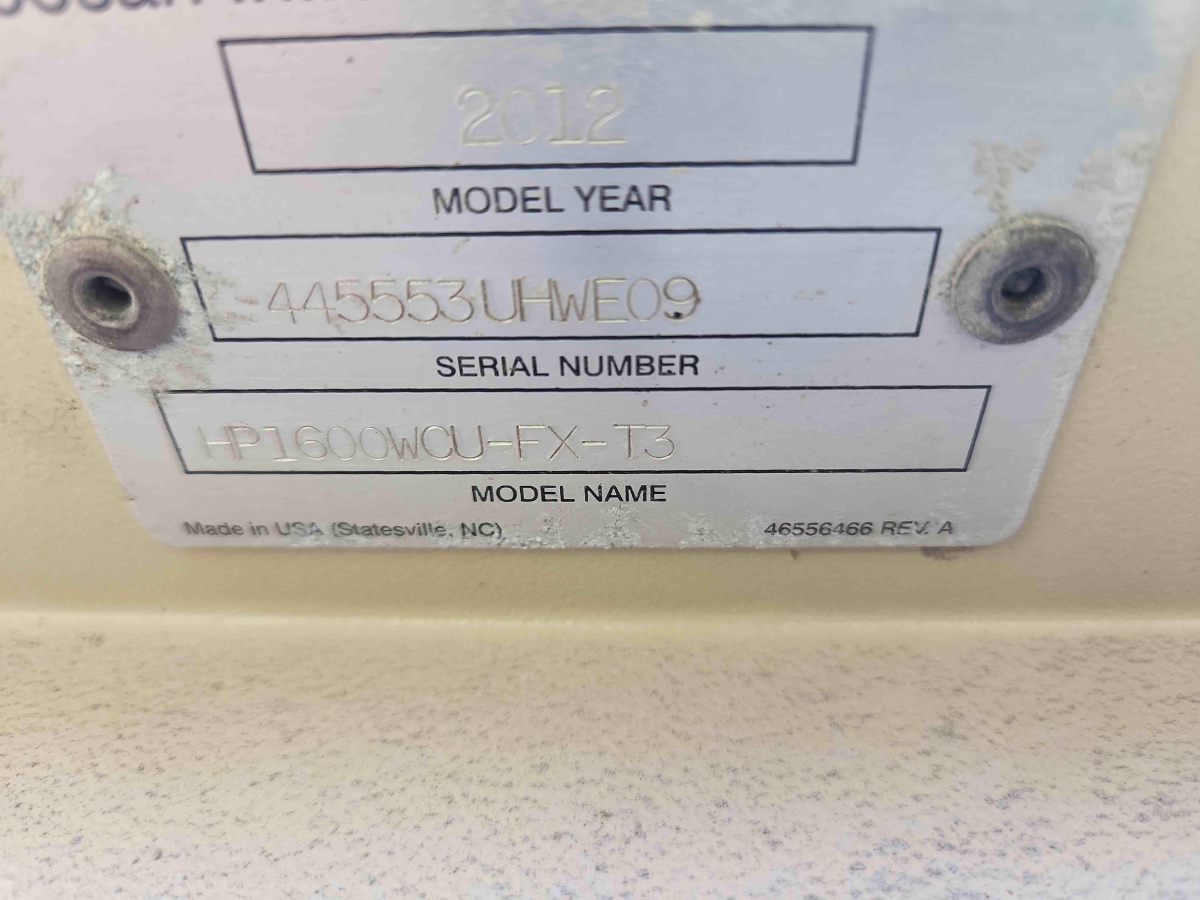 2012
MODEL YEAR
445553UHWE09
SERIAL NUMBER
HP1600WCU-FX-T3
MODEL NAME
Made in USA (Statesville, NC)
46556466 REV. A